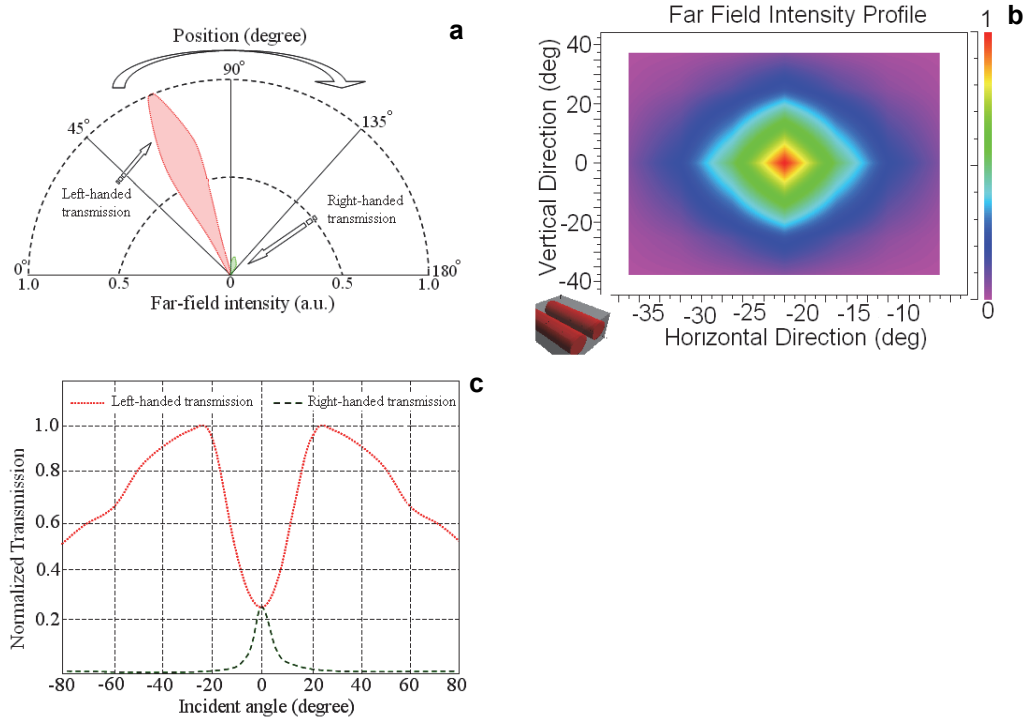 a
Position (degree)
90°
45°
135°
Left-handed
transmission
Right-handed
transmission
0°
180°
1.0
0.5
0
0.5
1.0
Far-field intensity (a.u.)
b
Far Field Intensity Profile
1
40
20
0
-20
-40
Vertical Direction (deg)
0
-35
-30
-25
-20
-15
-10
Horizontal Direction (deg)
c
Left-handed transmission
Right-handed transmission
1.0
0.8
0.6
0.4
0.2
Normalized Transmission
-80
-60
-40
-20
0
20
40
60
80
Incident angle (degree)